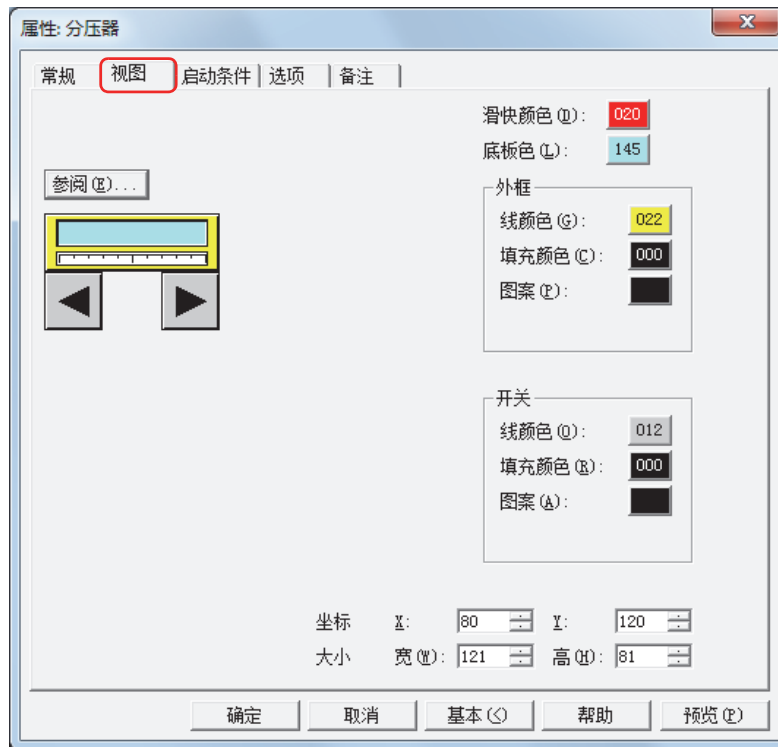 属性: 分压器
x
常规 视图 启动条件 选项 备注
滑快颜色(D): 020
底板色(L): 145
参阅(E)...
外框
线颜色(G): 022
填充颜色(C): 000
图案(P):
开关
线颜色(O): 012
填充颜色(R): 000
图案(A):
坐标 X: 80 Y: 120
大小 宽(W): 121 高(H): 81
确定 取消 基本(<) 帮助 预览(P)